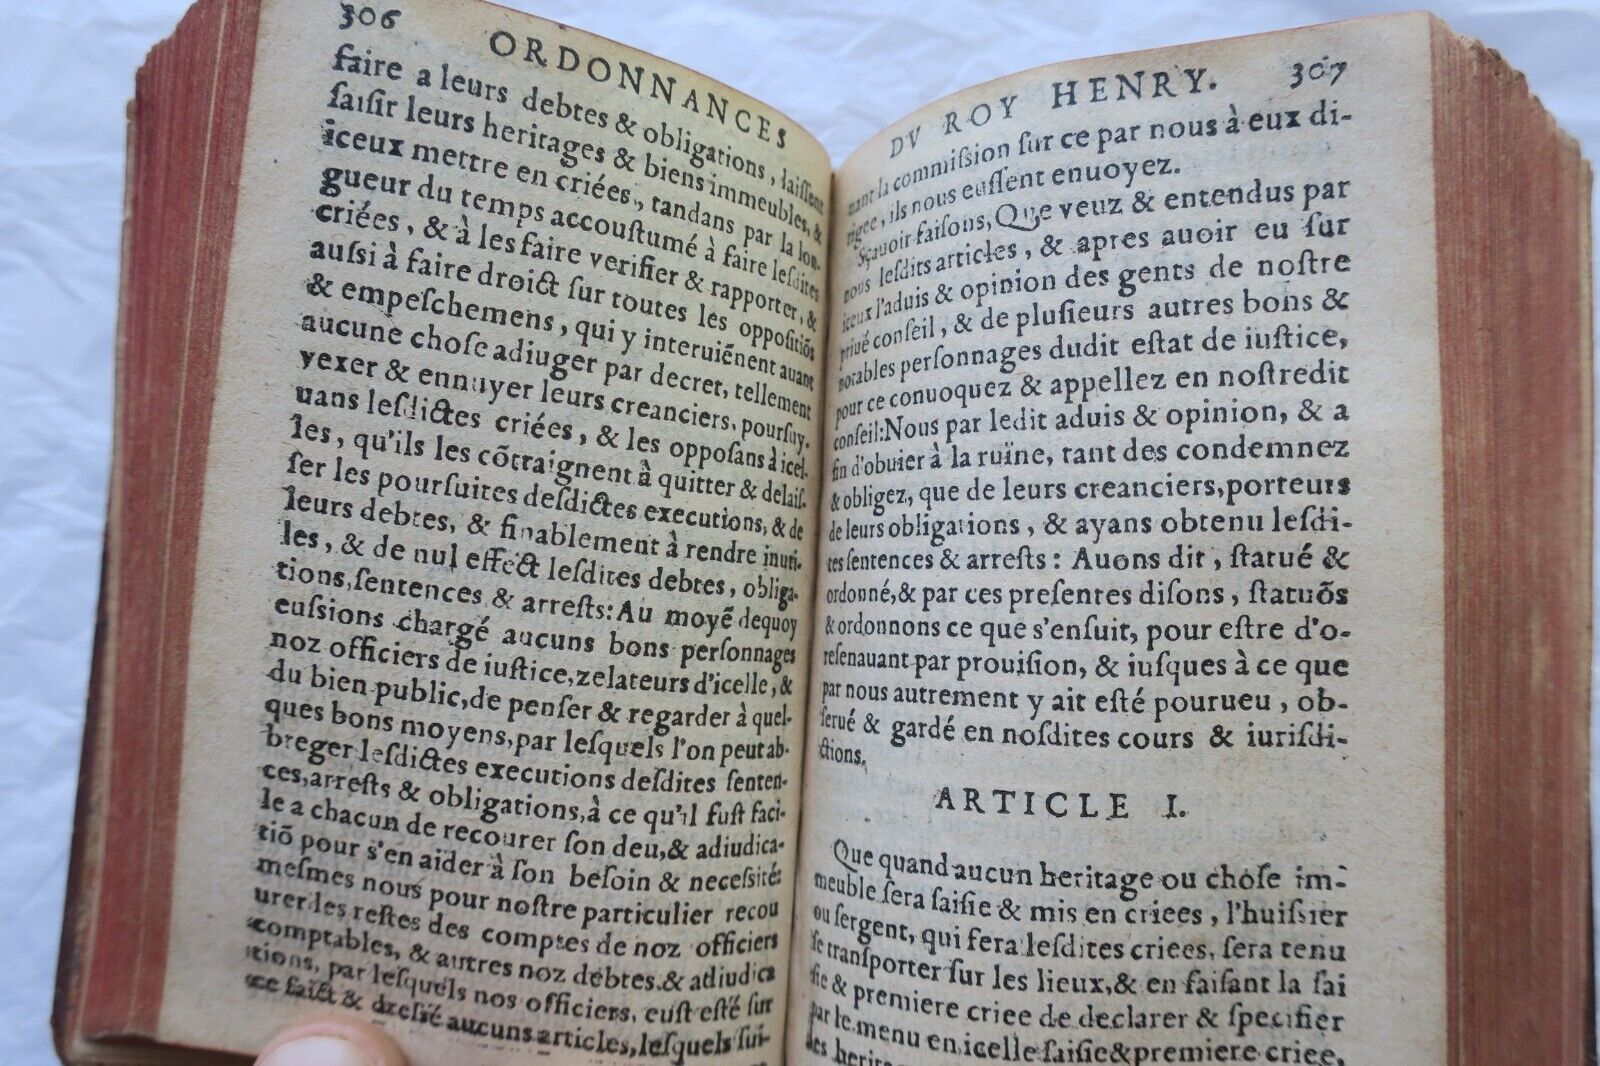 306
ORDONNANCES
faire a leurs debtes & obligations, laiſſent
ſaiſir leurs heritages & biens immeubles, &
iceux mettre en criées, tandans par la lon-
gueur du temps accouſtumé à faire leſdites
criées, & à les faire verifier & rapporter, &
auſsi à faire droict ſur toutes les oppoſitiõs
& empeſchemens, qui y interuiẽnent auant
aucune choſe adiuger par decret, tellement
vexer & ennuyer leurs creanciers, pourſuy-
uans leſdictes criées, & les oppoſans à icel-
les, qu'ils les cõtraignent à quitter & delaiſ-
ſer les pourſuites deſdictes executions, & de
leurs debtes, & finablement à rendre inuti-
les, & de nul effect leſdites debtes, obliga-
tions, ſentences & arreſts: Au moyẽ dequoy
euſsions chargé aucuns bons perſonnages
noz officiers de iuſtice, zelateurs d'icelle, &
du bien public, de penſer & regarder à quel-
ques bons moyens, par leſquels l'on peut ab-
breger leſdictes executions deſdites ſenten-
ces, arreſts & obligations, à ce qu'il fuſt faci-
le a chacun de recourer ſon deu, & adiudica-
tiõ pour s'en aider à ſon beſoin & neceſsité:
meſmes nous pour noſtre particulier recou
urer les reſtes des comptes de noz officiers
comptables, & autres noz debtes. & adiudica
tions, par leſquels nos officiers, euſt eſté ſur
ce faict & dreſſé aucuns articles, leſquels ſui-
DV ROY HENRY.
307
uant la commiſsion ſur ce par nous à eux di-
rigee, ils nous euſſent enuoyez.
Sçauoir faiſons, Que veuz & entendus par
nous leſdits articles, & apres auoir eu ſur
iceux l'aduis & opinion des gents de noſtre
priué conſeil, & de pluſieurs autres bons &
notables perſonnages dudit eſtat de iuſtice,
pour ce conuoquez & appellez en noſtredit
conſeil: Nous par ledit aduis & opinion, & a
fin d'obuier à la ruïne, tant des condemnez
& obligez, que de leurs creanciers, porteurs
de leurs obligations, & ayans obtenu leſdi-
tes ſentences & arreſts: Auons dit, ſtatué &
ordonné, & par ces preſentes diſons, ſtatuõs
& ordonnons ce que s'enſuit, pour eſtre d'o-
reſenauant par prouiſion, & iuſques à ce que
par nous autrement y ait eſté pourueu, ob-
ſerué & gardé en noſdites cours & iuriſdi-
ctions.
ARTICLE I.
Que quand aucun heritage ou choſe im-
meuble ſera ſaiſie & mis en criees, l'huiſsier
ou ſergent, qui fera leſdites criees, ſera tenu
ſe tranſporter ſur les lieux, & en faiſant la ſai
ſie & premiere criee de declarer & ſpecifier
par le menu en icelle ſaiſie & premiere criee,
les herita